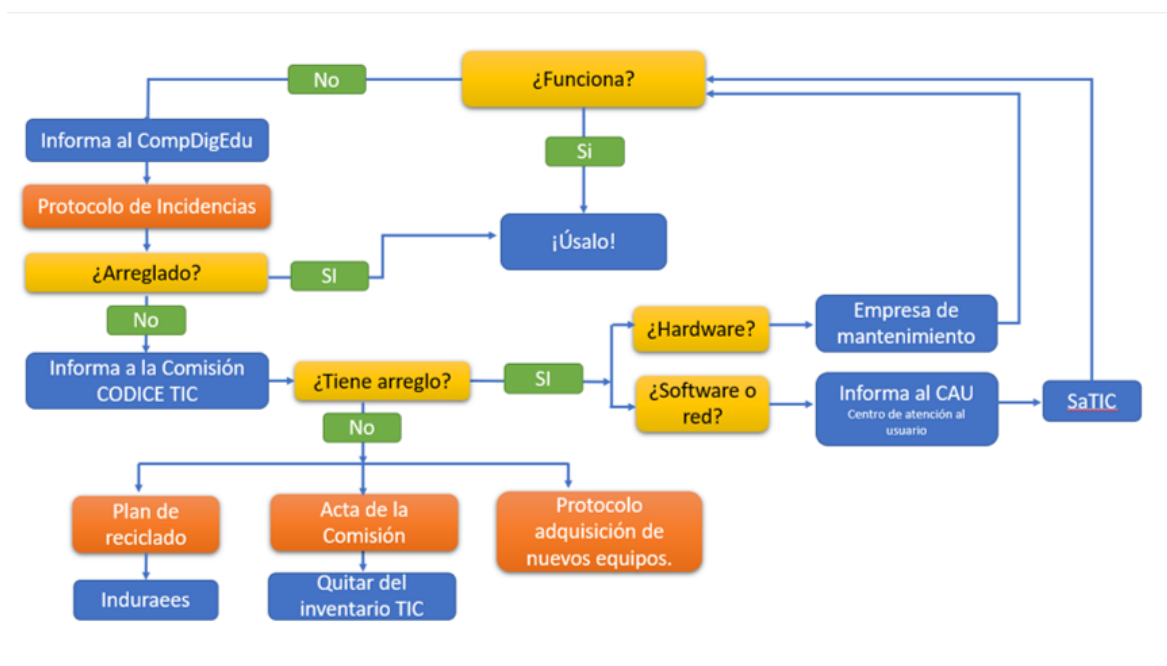 No
¿Funciona?
Informa al CompDigEdu
Si
Protocolo de Incidencias
¡Úsalo!
¿Arreglado?
SI
No
¿Hardware?
Empresa de
mantenimiento
Informa a la Comisión
CODICE TIC
¿Tiene arreglo?
SI
¿Software o
red?
Informa al CAU
Centro de atención al
usuario
SaTIC
No
Plan de
reciclado
Acta de la
Comisión
Protocolo
adquisición de
nuevos equipos.
Induraees
Quitar del
inventario TIC